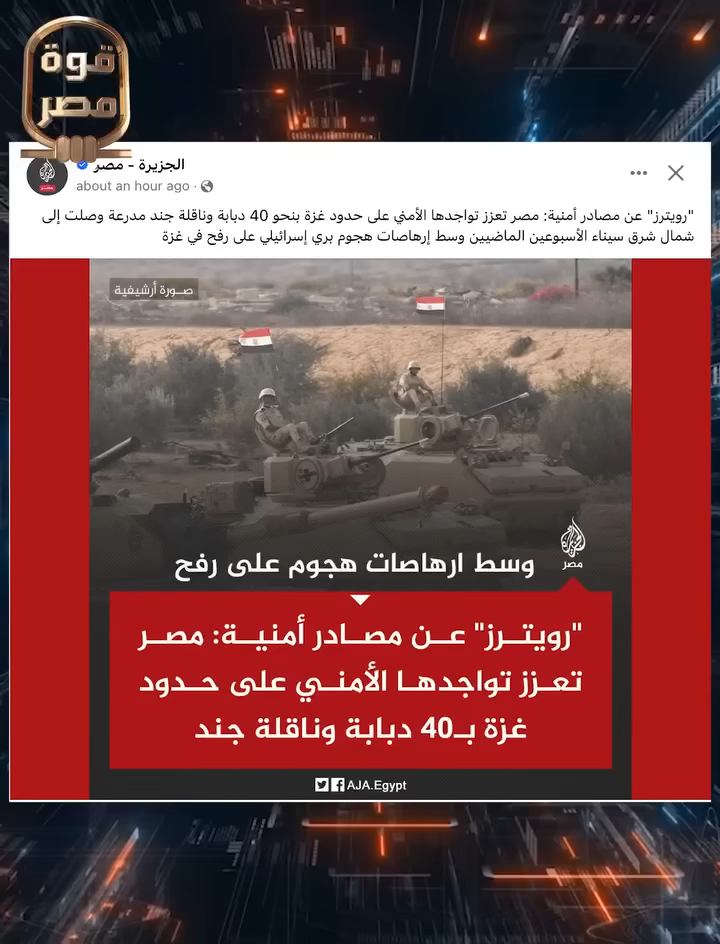 قوة
مصر
الجزيرة - مصر
about an hour ago
"رويترز" عن مصادر أمنية: مصر تعزز تواجدها الأمني على حدود غزة بنحو 40 دبابة وناقلة جند مدرعة وصلت إلى
شمال شرق سيناء الأسبوعين الماضيين وسط إرهاصات هجوم بري إسرائيلي على رفح في غزة
صورة أرشيفية
مصر
وسط ارهاصات هجوم على رفح
"رويترز" عن مصادر أمنية: مصر
تعزز تواجدها الأمني على حدود
غزة بـ40 دبابة وناقلة جند
AJA.Egypt